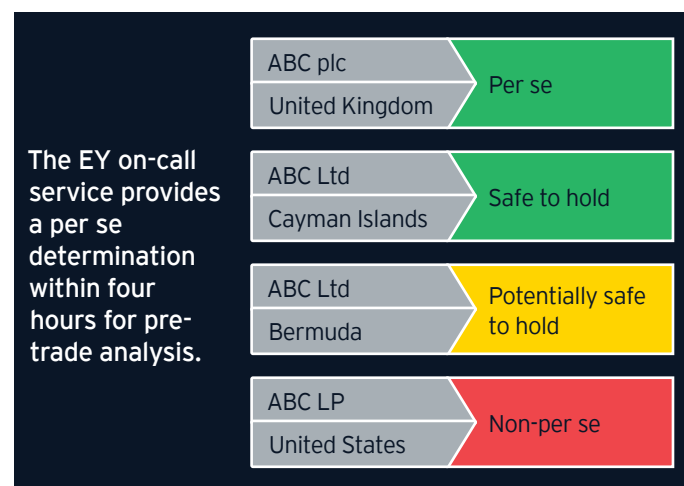 The EY on-call
service provides
a per se
determination
within four
hours for pre-
trade analysis.
ABC plc
United Kingdom
Per se
ABC Ltd
Cayman Islands
Safe to hold
ABC Ltd
Bermuda
Potentially safe
to hold
ABC LP
United States
Non-per se